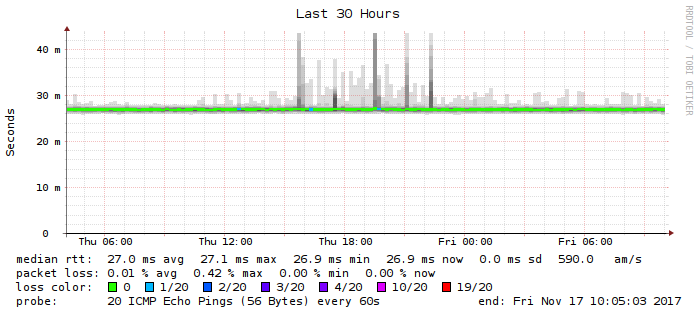 Last 30 Hours
RRDTOOL / TOBI OETIKER
Seconds
40 m
30 m
20 m
10 m
0
Thu 06:00 Thu 12:00 Thu 18:00 Fri 00:00 Fri 06:00
median rtt: 27.0 ms avg 27.1 ms max 26.9 ms min 26.9 ms now 0.0 ms sd 590.0 am/s
packet loss: 0.01 % avg 0.42 % max 0.00 % min 0.00 % now
loss color: 0 1/20 2/20 3/20 4/20 10/20 19/20
probe: 20 ICMP Echo Pings (56 Bytes) every 60s end: Fri Nov 17 10:05:03 2017